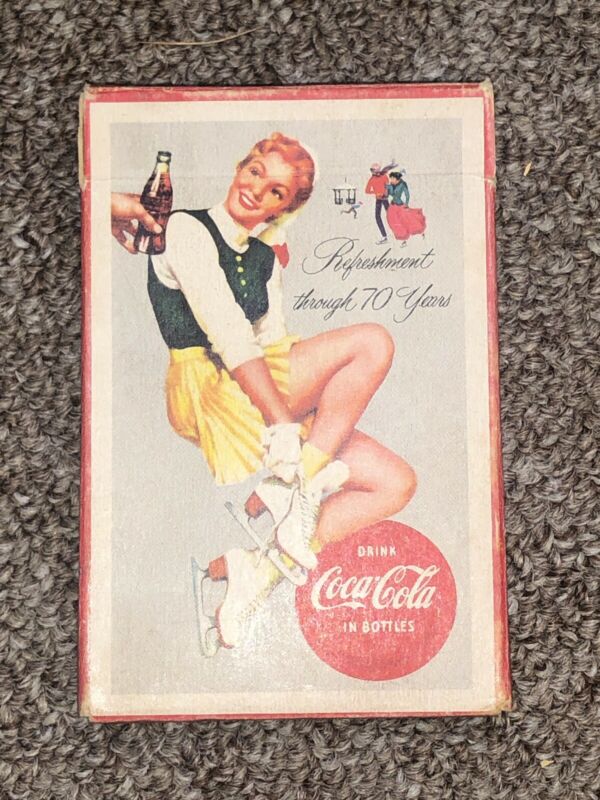 Refreshment
through 70 Years
DRINK
Coca-Cola
IN BOTTLES